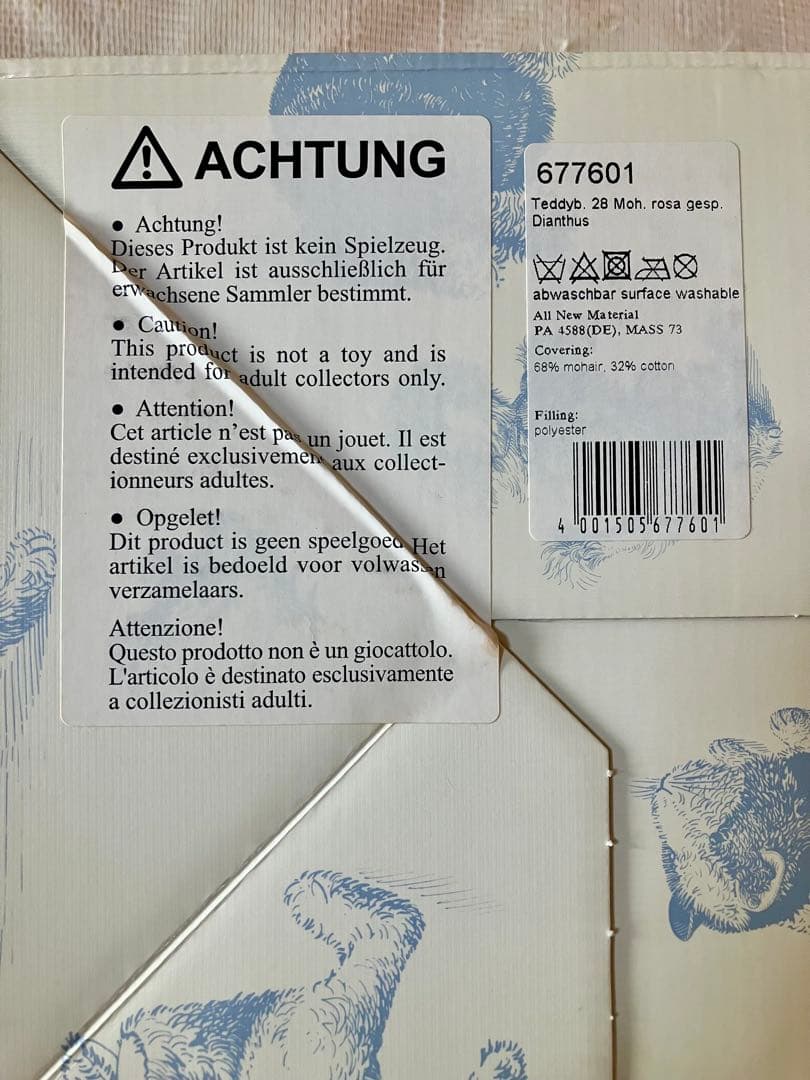 ACHTUNG
● Achtung!
Dieses Produkt ist kein Spielzeug.
Der Artikel ist ausschließlich für
erwachsene Sammler bestimmt.
● Caution!
This product is not a toy and is
intended for adult collectors only.
● Attention!
Cet article n'est pas un jouet. Il est
destiné exclusivement aux collect-
ionneurs adultes.
● Opgelet!
Dit product is geen speelgoed. Het
artikel is bedoeld voor volwassen
verzamelaars.
Attenzione!
Questo prodotto non è un giocattolo.
L'articolo è destinato esclusivamente
a collezionisti adulti.
677601
Teddyb. 28 Moh. rosa gesp.
Dianthus
abwaschbar surface washable
All New Material
PA 4588(DE), MASS 73
Covering:
68% mohair, 32% cotton
Filling:
polyester
4 001505 677601